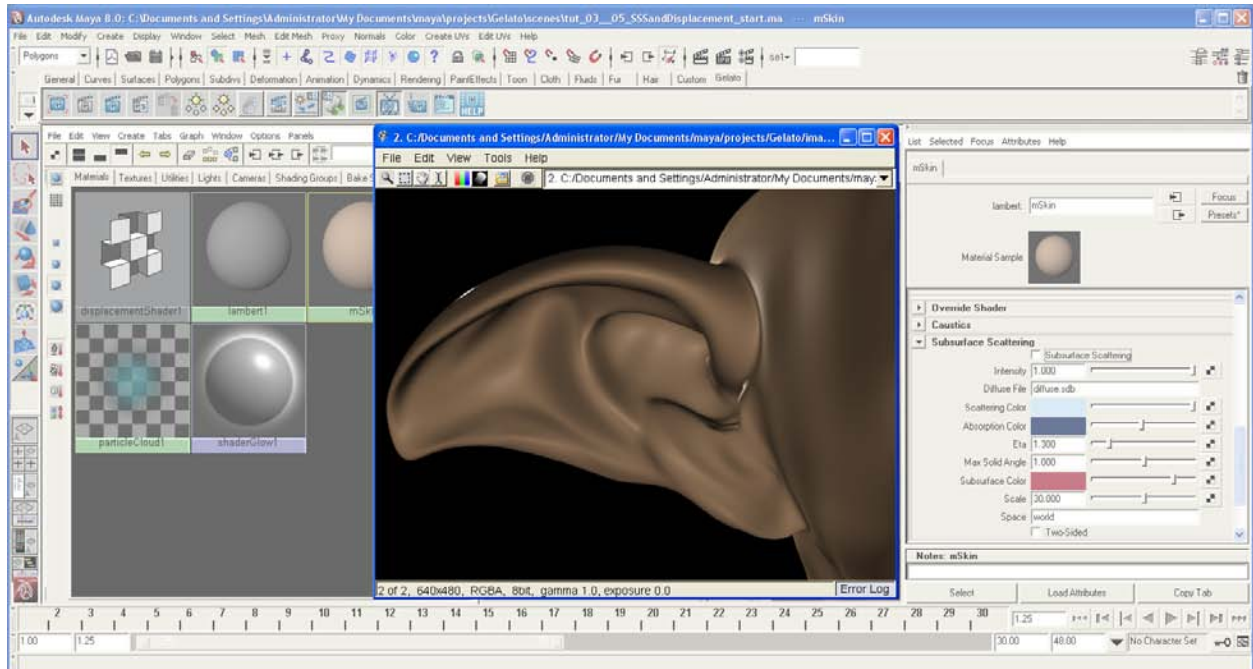 Autodesk Maya 8.0: C:\Documents and Settings\Administrator\My Documents\maya\projects\Gelato\scenes\tut_03__05_SSSandDisplacement_start.ma --- mSkin
File Edit Modify Create Display Window Select Mesh Edit Mesh Proxy Normals Color Create UVs Edit UVs Help
Polygons
sel-
General Curves Surfaces Polygons Subdivs Deformation Animation Dynamics Rendering PaintEffects Toon Cloth Fluids Fur Hair Custom Gelato
HELP
File Edit View Create Tabs Graph Window Options Panels
Materials Textures Utilities Lights Cameras Shading Groups Bake S
displacementShader1
lambert1
mSki
particleCloud1
shaderGlow1
2. C:/Documents and Settings/Administrator/My Documents/maya/projects/Gelato/ima...
File Edit View Tools Help
2. C:/Documents and Settings/Administrator/My Documents/may
2 of 2, 640x480, RGBA, 8bit, gamma 1.0, exposure 0.0
Error Log
List Selected Focus Attributes Help
mSkin
lambert: mSkin
Focus
Presets*
Material Sample
Override Shader
Caustics
Subsurface Scattering
Subsurface Scattering
Intensity 1.000
Diffuse File diffuse.sdb
Scattering Color
Absorption Color
Eta 1.300
Max Solid Angle 1.000
Subsurface Color
Scale 30.000
Space world
Two-Sided
Notes: mSkin
Select Load Attributes Copy Tab
2 3 4 5 6 7 8 9 10 11 12 13 14 15 16 17 18 19 20 21 22 23 24 25 26 27 28 29 30
1.25
1.00 1.25 30.00 48.00 No Character Set